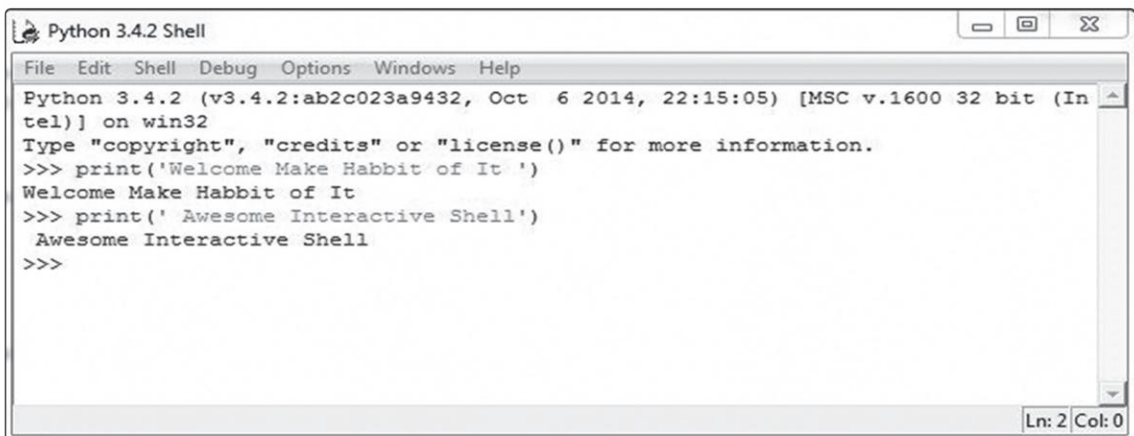 Python 3.4.2 Shell
File Edit Shell Debug Options Windows Help
Python 3.4.2 (v3.4.2:ab2c023a9432, Oct  6 2014, 22:15:05) [MSC v.1600 32 bit (In
tel)] on win32
Type "copyright", "credits" or "license()" for more information.
>>> print('Welcome Make Habbit of It ')
Welcome Make Habbit of It
>>> print(' Awesome Interactive Shell')
 Awesome Interactive Shell
>>>
Ln: 2 Col: 0